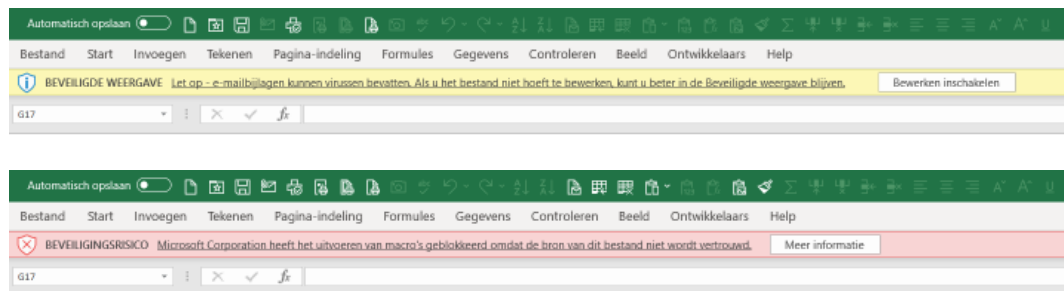 Automatisch opslaan
Bestand Start Invoegen Tekenen Pagina-indeling Formules Gegevens Controleren Beeld Ontwikkelaars Help
BEVEILIGDE WEERGAVE Let op - e-mailbijlagen kunnen virussen bevatten. Als u het bestand niet hoeft te bewerken, kunt u beter in de Beveiligde weergave blijven. Bewerken inschakelen
G17 fx
Automatisch opslaan
Bestand Start Invoegen Tekenen Pagina-indeling Formules Gegevens Controleren Beeld Ontwikkelaars Help
BEVEILIGINGSRISICO Microsoft Corporation heeft het uitvoeren van macro's geblokkeerd omdat de bron van dit bestand niet wordt vertrouwd. Meer informatie
G17 fx